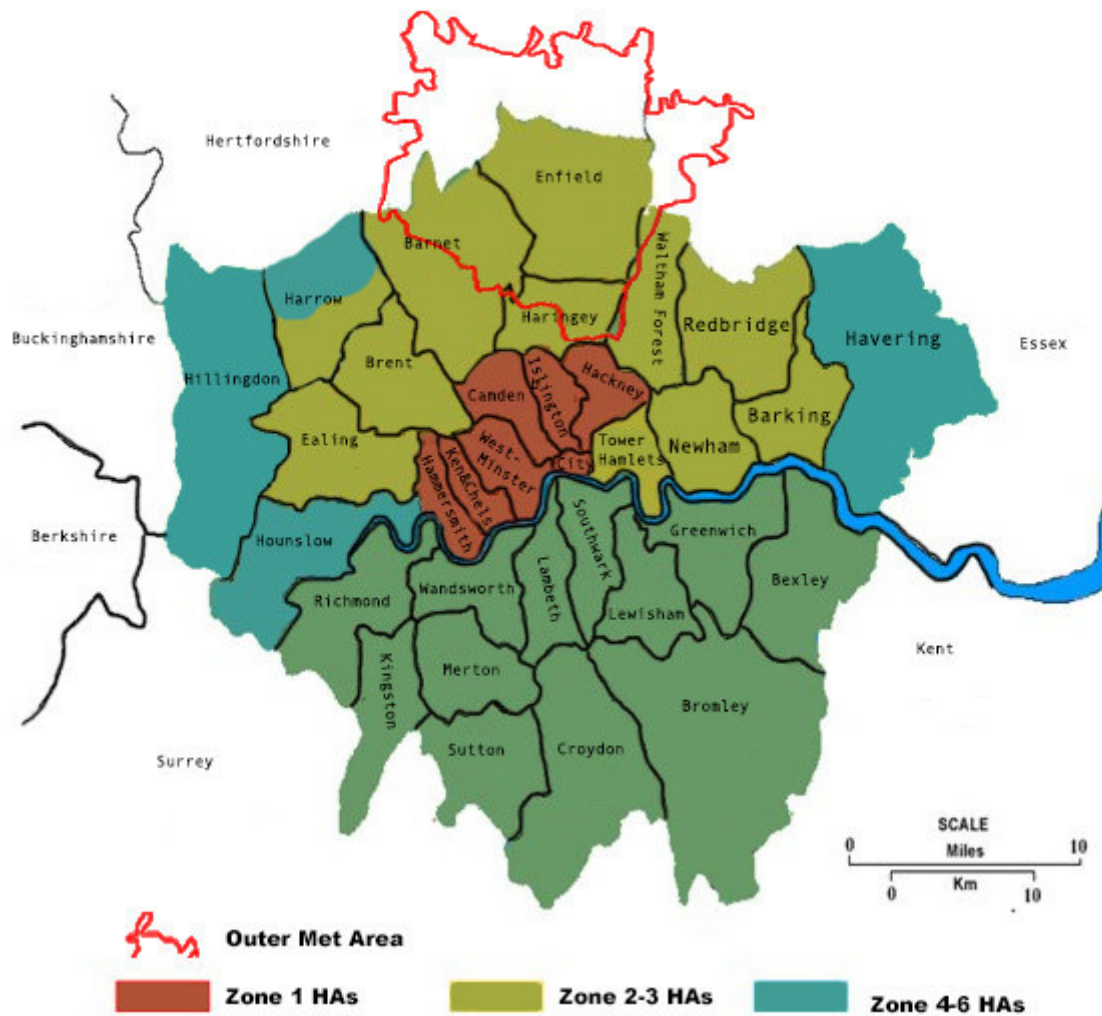 Hertfordshire
Enfield
Barnet
Waltham Forest
Harrow
Haringey
Redbridge
Havering
Essex
Buckinghamshire
Hillingdon
Brent
Camden
Islington
Hackney
Barking
Ealing
West-
Minster
Tower
Hamlets
Newham
City
Ken&Chels
Hammersmith
Berkshire
Hounslow
Southwark
Greenwich
Richmond
Wandsworth
Lambeth
Lewisham
Bexley
Kent
Kingston
Merton
Bromley
Surrey
Sutton
Croydon
SCALE
0 Miles 10
0 Km 10
Outer Met Area
Zone 1 HAs
Zone 2-3 HAs
Zone 4-6 HAs